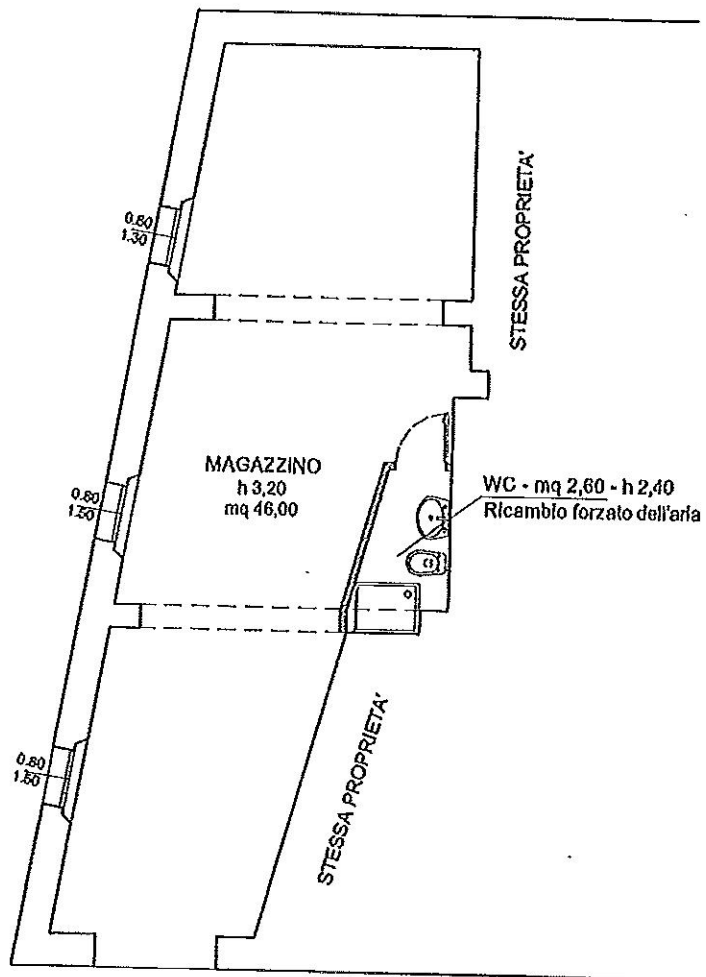 STESSA PROPRIETA'
0.80
1.30
MAGAZZINO
h 3,20
mq 46,00
WC - mq 2,60 - h 2,40
Ricambio forzato dell'aria
0.80
1.50
STESSA PROPRIETA'
0.80
1.50